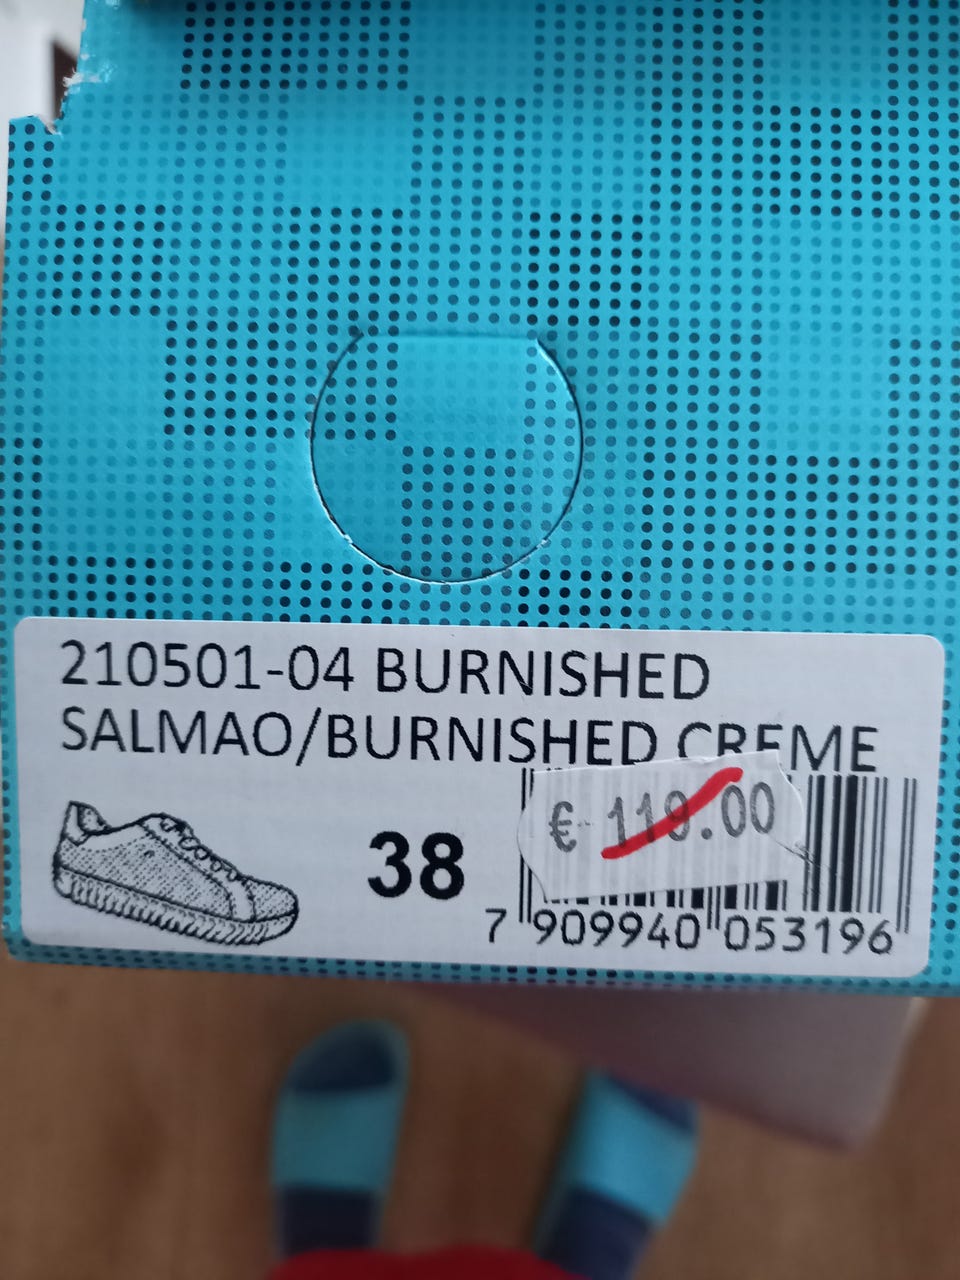 210501-04 BURNISHED
SALMAO/BURNISHED CREME
€ 119.00
38
7 909940 053196